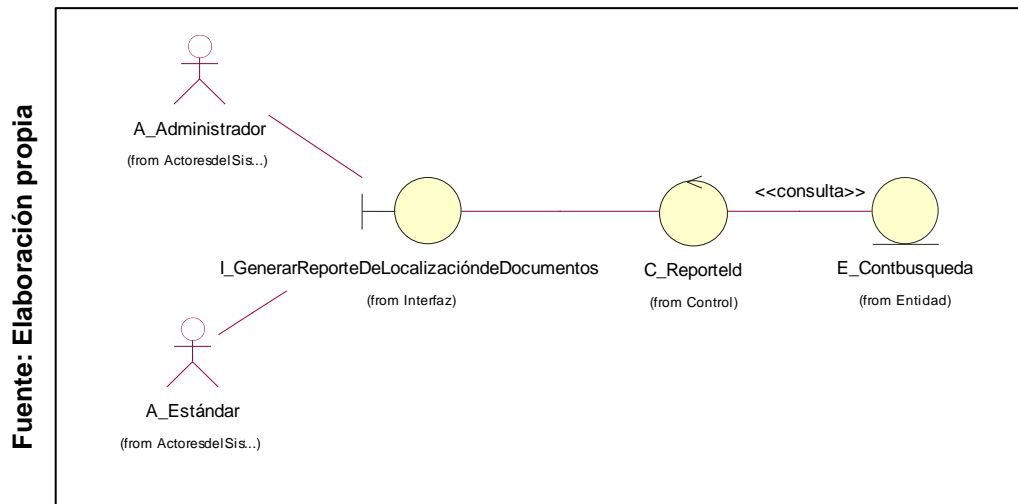 Fuente: Elaboración propia
A_Administrador
(from ActoresdelSis...)
<<consulta>>
I_GenerarReporteDeLocalizacióndeDocumentos
(from Interfaz)
C_ReporteId
(from Control)
E_Contbusqueda
(from Entidad)
A_Estándar
(from ActoresdelSis...)